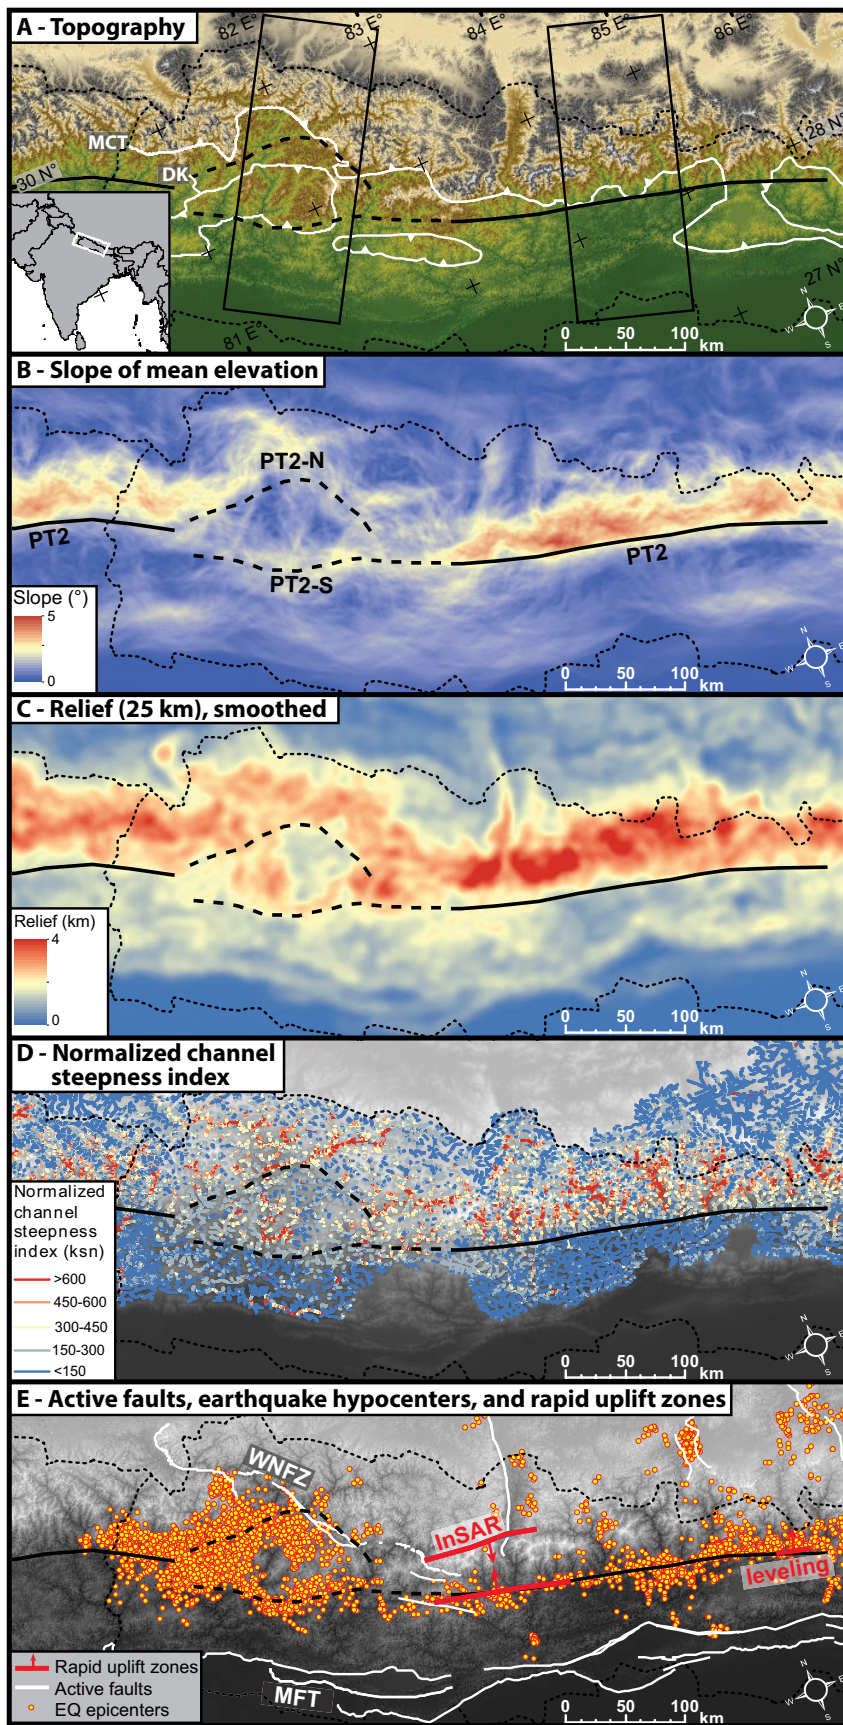 A - Topography
82 E°
83 E°
84 E°
85 E°
86 E°
MCT
28 N°
DK
30 N°
27 N°
81 E°
N
E
S
W
0 50 100
km
B - Slope of mean elevation
PT2-N
PT2
PT2
PT2-S
Slope (°)
5
0
N
E
S
W
0 50 100
km
C - Relief (25 km), smoothed
Relief (km)
4
0
N
E
S
W
0 50 100
km
D - Normalized channel
steepness index
Normalized
channel
steepness
index (ksn)
>600
450-600
300-450
150-300
<150
N
E
S
W
0 50 100
km
E - Active faults, earthquake hypocenters, and rapid uplift zones
WNFZ
InSAR
leveling
Rapid uplift zones
Active faults
EQ epicenters
MFT
N
E
S
W
0 50 100
km